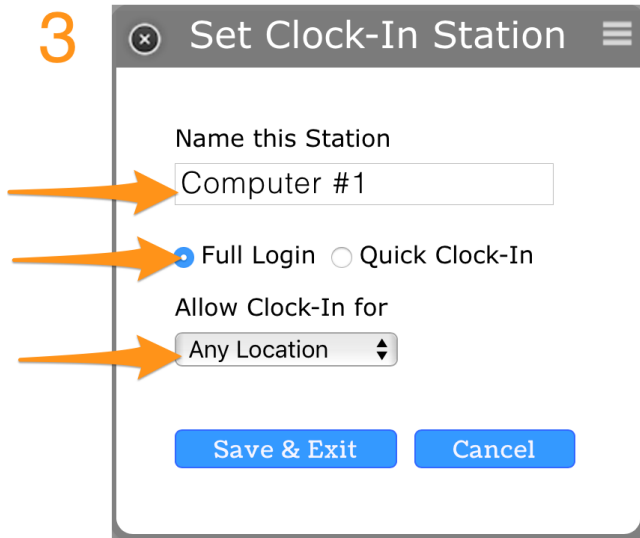 3
Set Clock-In Station
Name this Station
Computer #1
Full Login Quick Clock-In
Allow Clock-In for
Any Location
Save & Exit Cancel